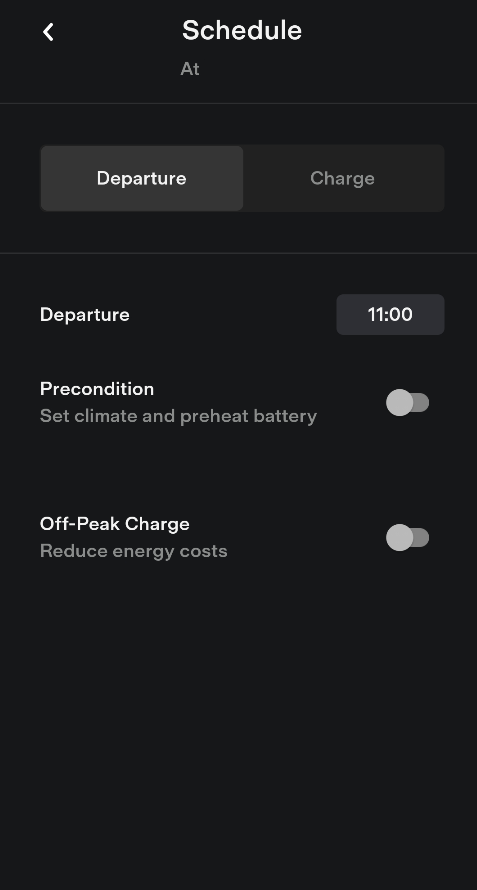 Schedule
At
Departure
Charge
Departure
11:00
Precondition
Set climate and preheat battery
Off-Peak Charge
Reduce energy costs